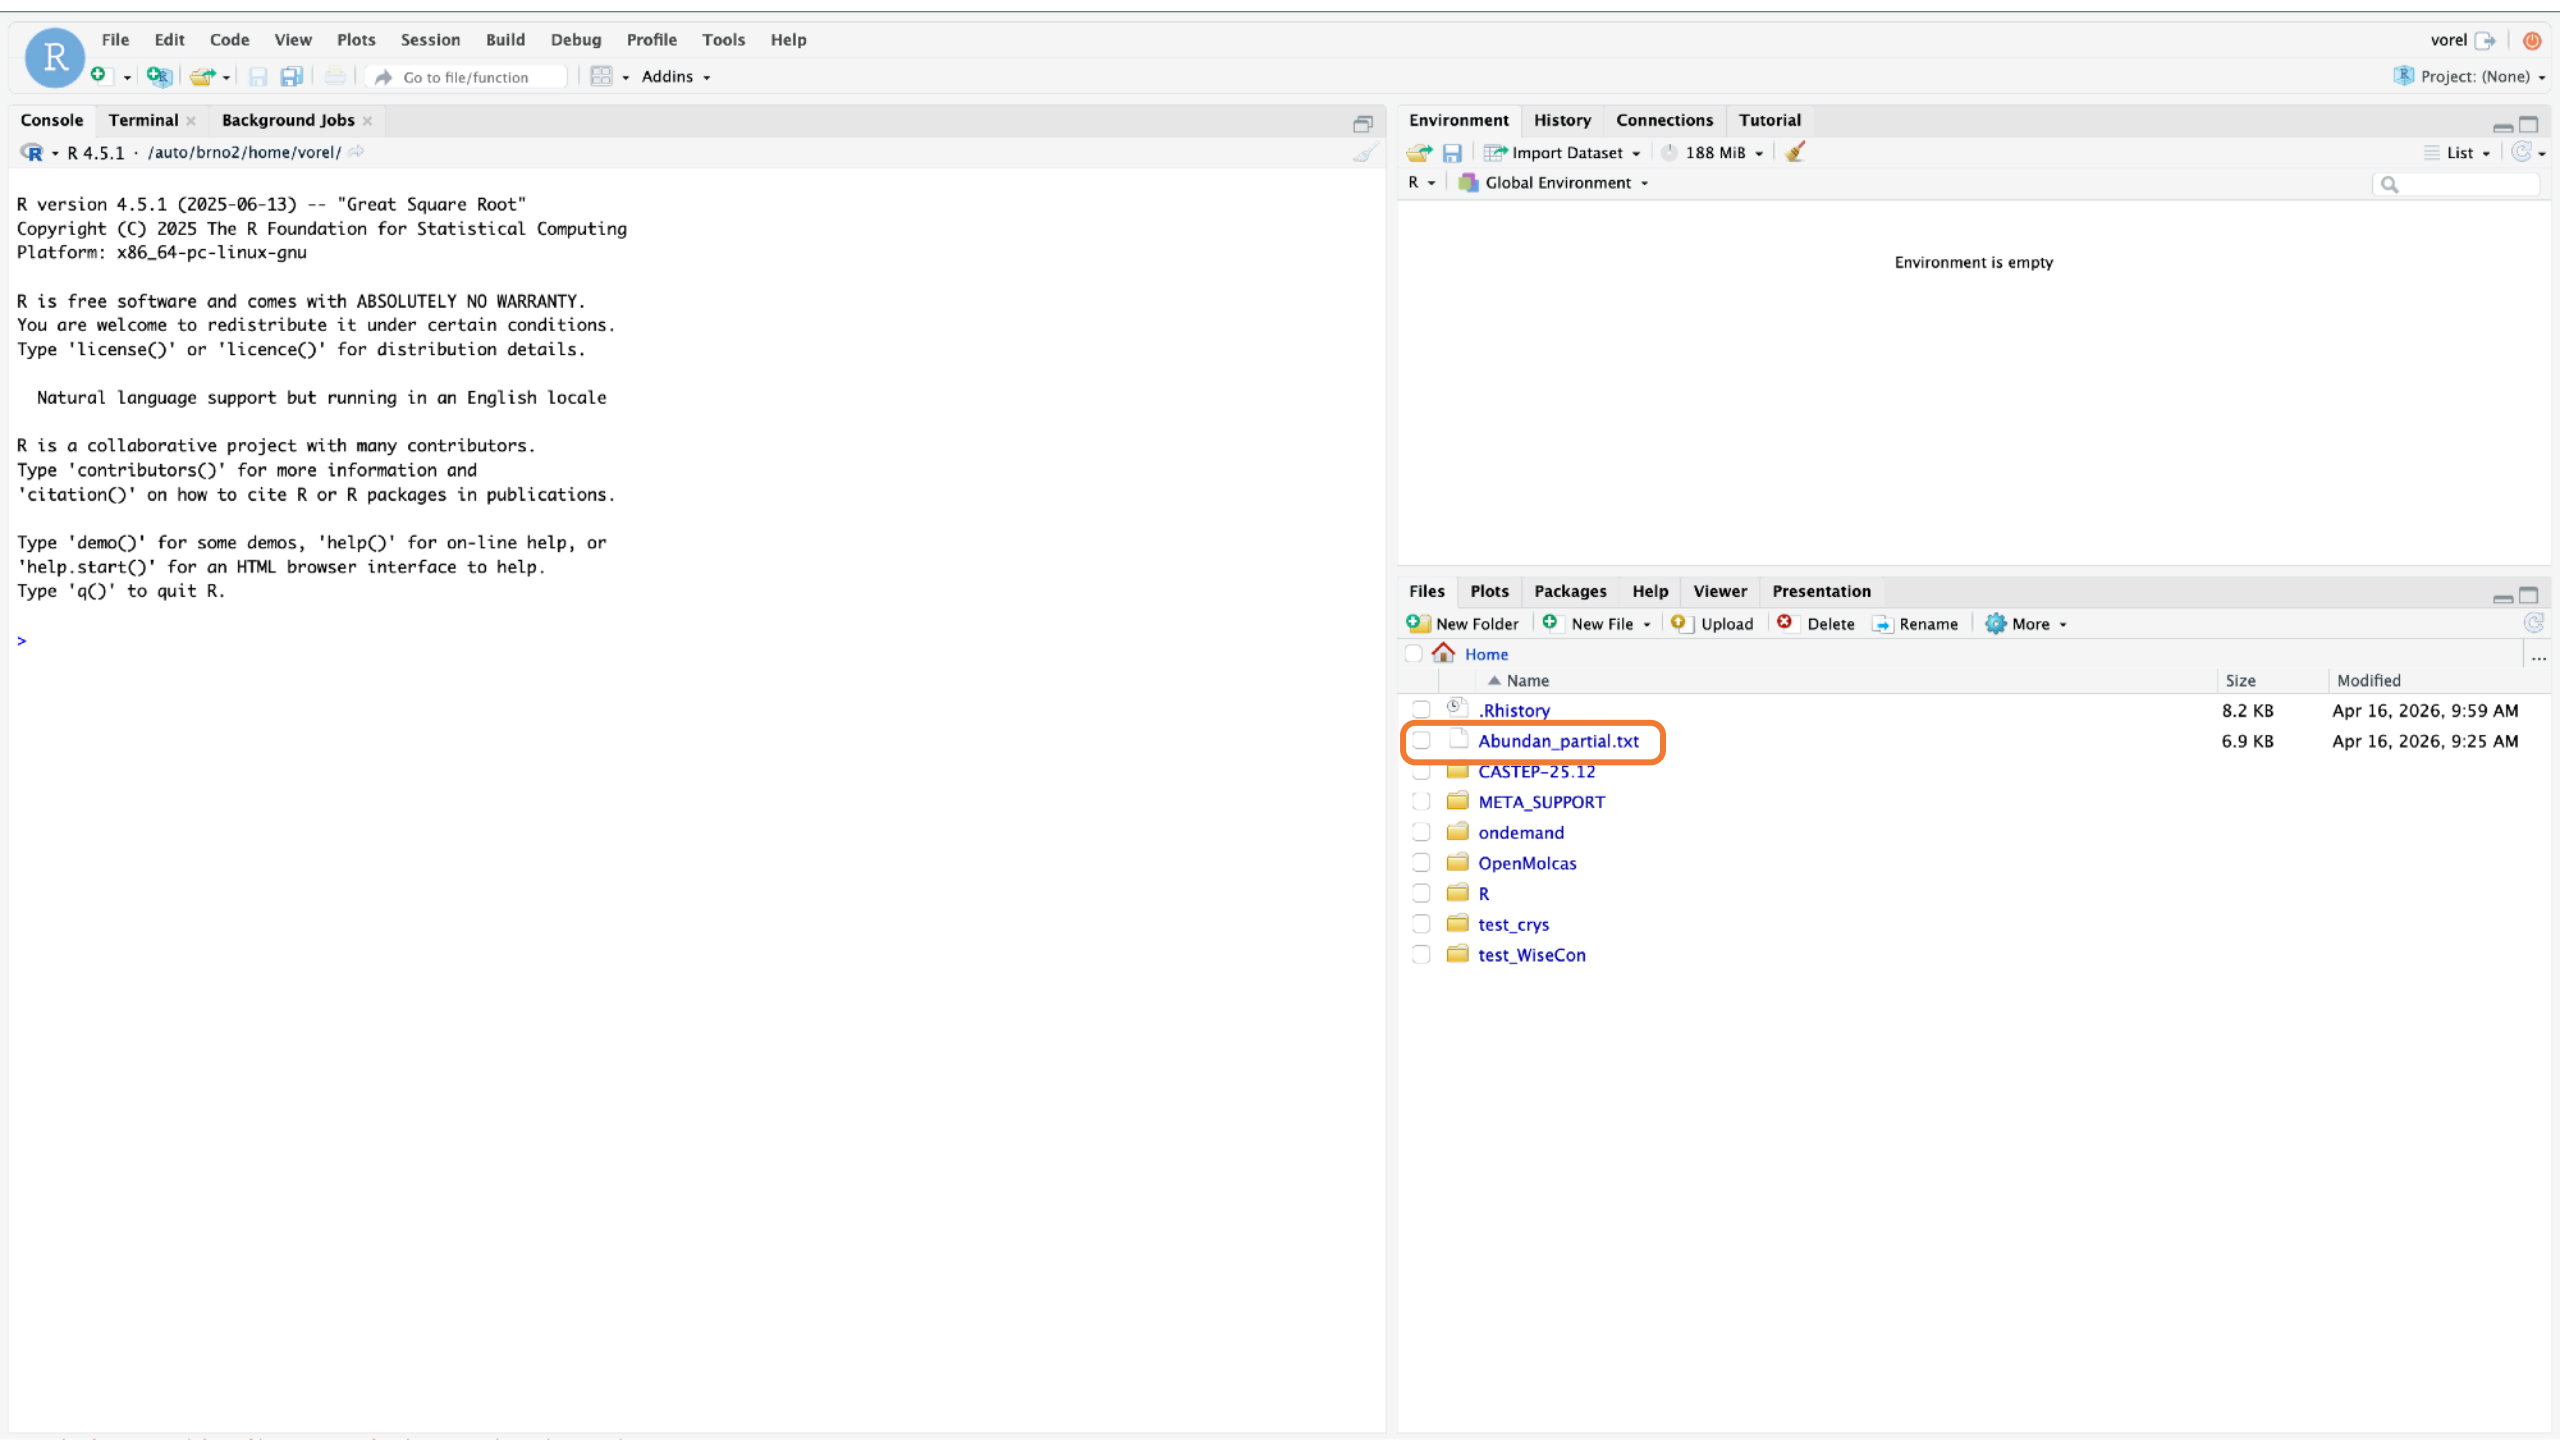 File Edit Code View Plots Session Build Debug Profile Tools Help
vorel
R
Go to file/function
Addins
Project: (None)
Console Terminal Background Jobs
R 4.5.1 · /auto/brno2/home/vorel/
R version 4.5.1 (2025-06-13) -- "Great Square Root"
Copyright (C) 2025 The R Foundation for Statistical Computing
Platform: x86_64-pc-linux-gnu
R is free software and comes with ABSOLUTELY NO WARRANTY.
You are welcome to redistribute it under certain conditions.
Type 'license()' or 'licence()' for distribution details.
Natural language support but running in an English locale
R is a collaborative project with many contributors.
Type 'contributors()' for more information and
'citation()' on how to cite R or R packages in publications.
Type 'demo()' for some demos, 'help()' for on-line help, or
'help.start()' for an HTML browser interface to help.
Type 'q()' to quit R.
>
Environment History Connections Tutorial
Import Dataset 188 MiB List
R Global Environment
Environment is empty
Files Plots Packages Help Viewer Presentation
New Folder New File Upload Delete Rename More
Home ...
Name Size Modified
.Rhistory 8.2 KB Apr 16, 2026, 9:59 AM
Abundan_partial.txt 6.9 KB Apr 16, 2026, 9:25 AM
CASTEP-25.12
META_SUPPORT
ondemand
OpenMolcas
R
test_crys
test_WiseCon